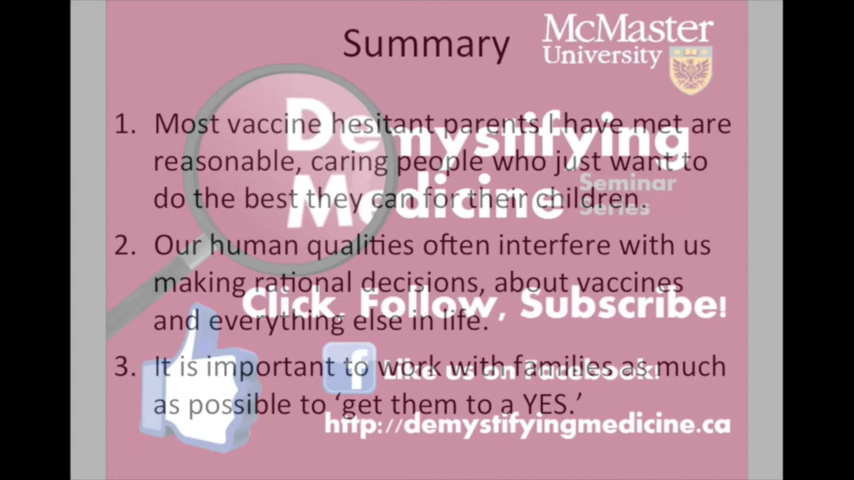 Summary
McMaster
University
1. Most vaccine hesitant parents I have met are
reasonable, caring people who just want to
do the best they can for their children.
2. Our human qualities often interfere with us
making rational decisions, about vaccines
and everything else in life.
3. It is important to work with families as much
as possible to ‘get them to a YES.’
Demystifying
Medicine
Seminar
Series
Click, Follow, Subscribe!
f Like us on Facebook!
http://demystifyingmedicine.ca